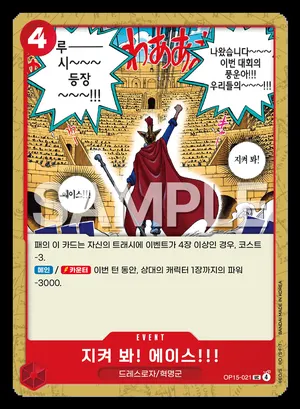 4
루──
시~~~
등장
~~~!!!
わあああ
나왔습니다~~~~
이번 대회의
풍운아!!!
우리들의~~~~!!!
지켜 봐!
에이스!!!
SAMPLE
패의 이 카드는 자신의 트래시에 이벤트가 4장 이상인 경우, 코스트
-3.
메인 / 카운터 이번 턴 동안, 상대의 캐릭터 1장까지의 파워
-3000.
EVENT
지켜 봐! 에이스!!!
드레스로자/혁명군
OP15-021 UC 4